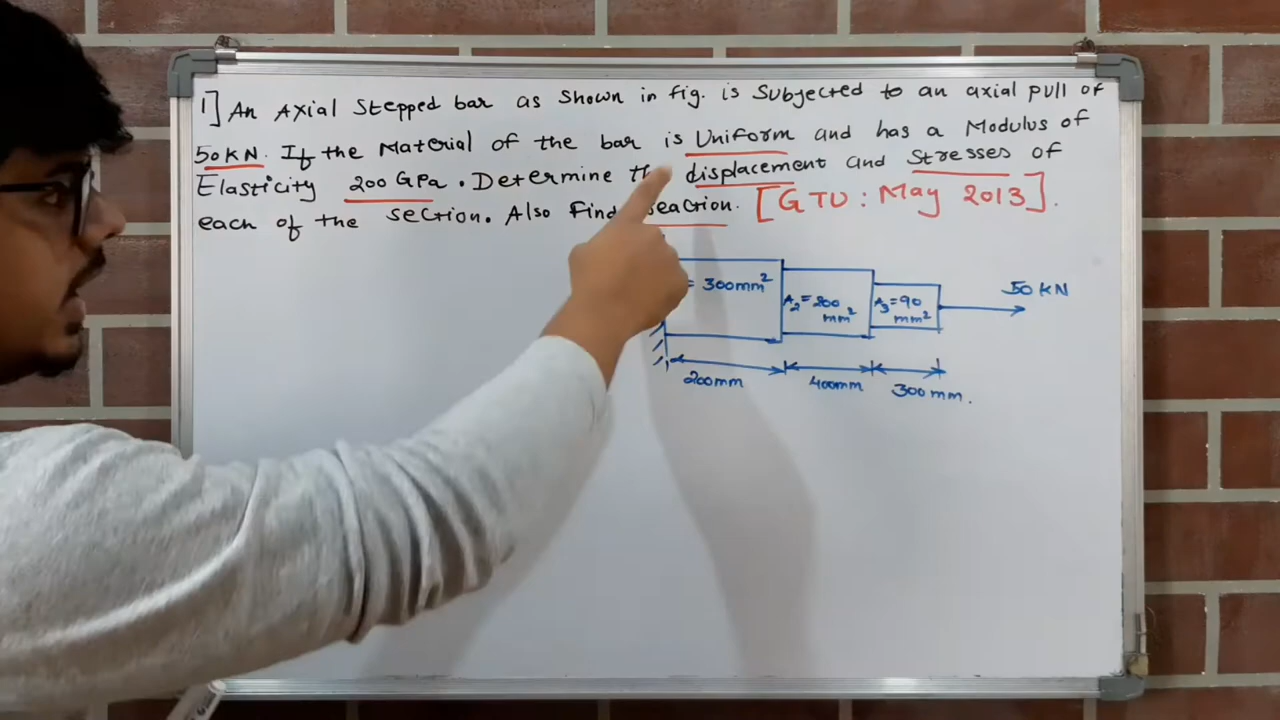 1] An Axial Stepped bar as Shown in fig. is Subjected to an axial pull of
50 KN. If the Material of the bar is Uniform and has a Modulus of
Elasticity 200 GPa. Determine displacement and Stresses of
each of the section. Also Find reaction. [GTU: May 2013].
= 300mm²
A₂=200 mm²
A₃=90 mm²
50 KN
200mm
400mm
300mm.